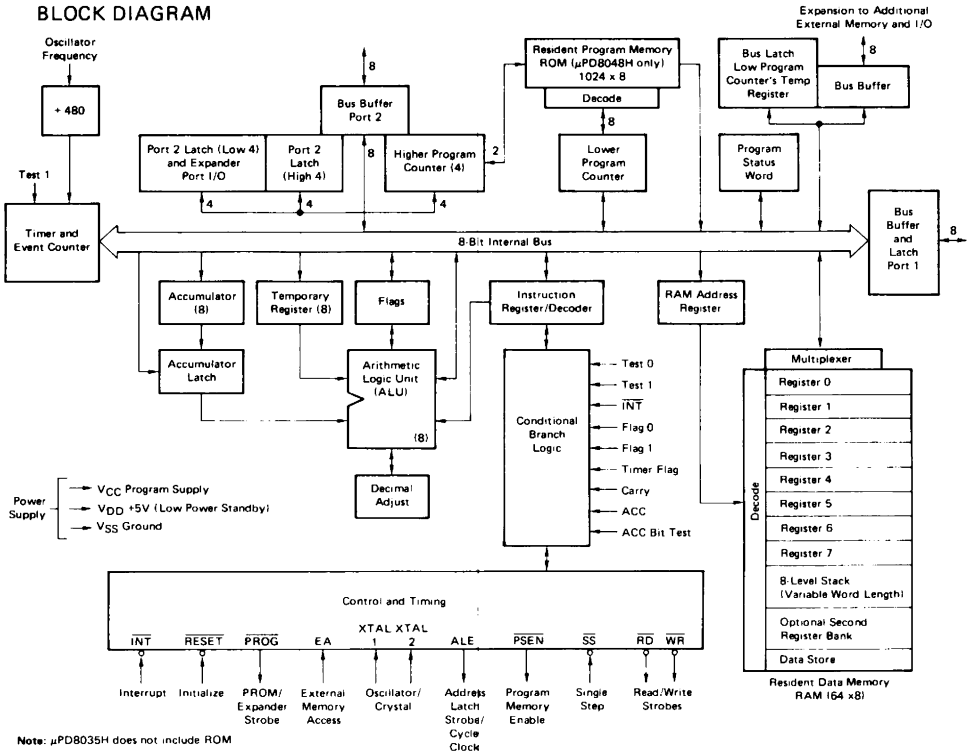 BLOCK DIAGRAM
Oscillator
Frequency
÷ 480
Test 1
Timer and
Event Counter
8
Bus Buffer
Port 2
Port 2 Latch (Low 4)
and Expander
Port I/O
Port 2
Latch
(High 4)
8
Higher Program
Counter (4)
2
4
4
4
Resident Program Memory
ROM (μPD8048H only)
1024 x 8
Decode
8
Lower
Program
Counter
Expansion to Additional
External Memory and I/O
8
Bus Latch
Low Program
Counter's Temp
Register
Bus Buffer
Program
Status
Word
Bus
Buffer
and
Latch
Port 1
8
8-Bit Internal Bus
Accumulator
(8)
Temporary
Register (8)
Flags
Instruction
Register/Decoder
RAM Address
Register
Accumulator
Latch
Arithmetic
Logic Unit
(ALU)
(8)
Decimal
Adjust
Conditional
Branch
Logic
Test 0
Test 1
INT
Flag 0
Flag 1
Timer Flag
Carry
ACC
ACC Bit Test
Multiplexer
Decode
Register 0
Register 1
Register 2
Register 3
Register 4
Register 5
Register 6
Register 7
8-Level Stack
(Variable Word Length)
Optional Second
Register Bank
Data Store
Resident Data Memory
RAM (64 x8)
Power
Supply
VCC Program Supply
VDD +5V (Low Power Standby)
VSS Ground
Control and Timing
INT RESET PROG EA XTAL 1 XTAL 2 ALE PSEN SS RD WR
Interrupt
Initialize
PROM/
Expander
Strobe
External
Memory
Access
Oscillator/
Crystal
Address
Latch
Strobe/
Cycle
Clock
Program
Memory
Enable
Single
Step
Read/Write
Strobes
Note: μPD8035H does not include ROM